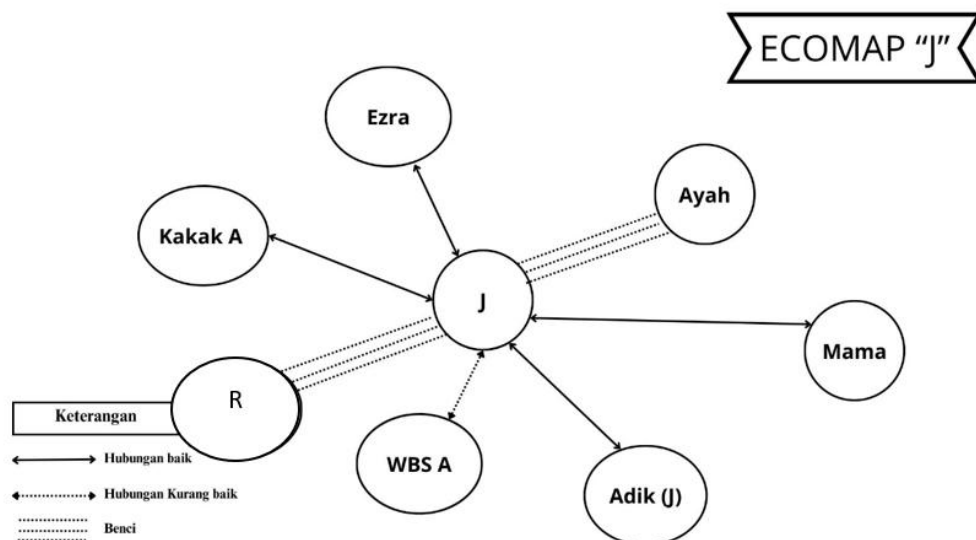 ECOMAP “J”
Ezra
Ayah
Kakak A
J
Mama
R
Keterangan
Hubungan baik
WBS A
Hubungan Kurang baik
Adik (J)
Benci